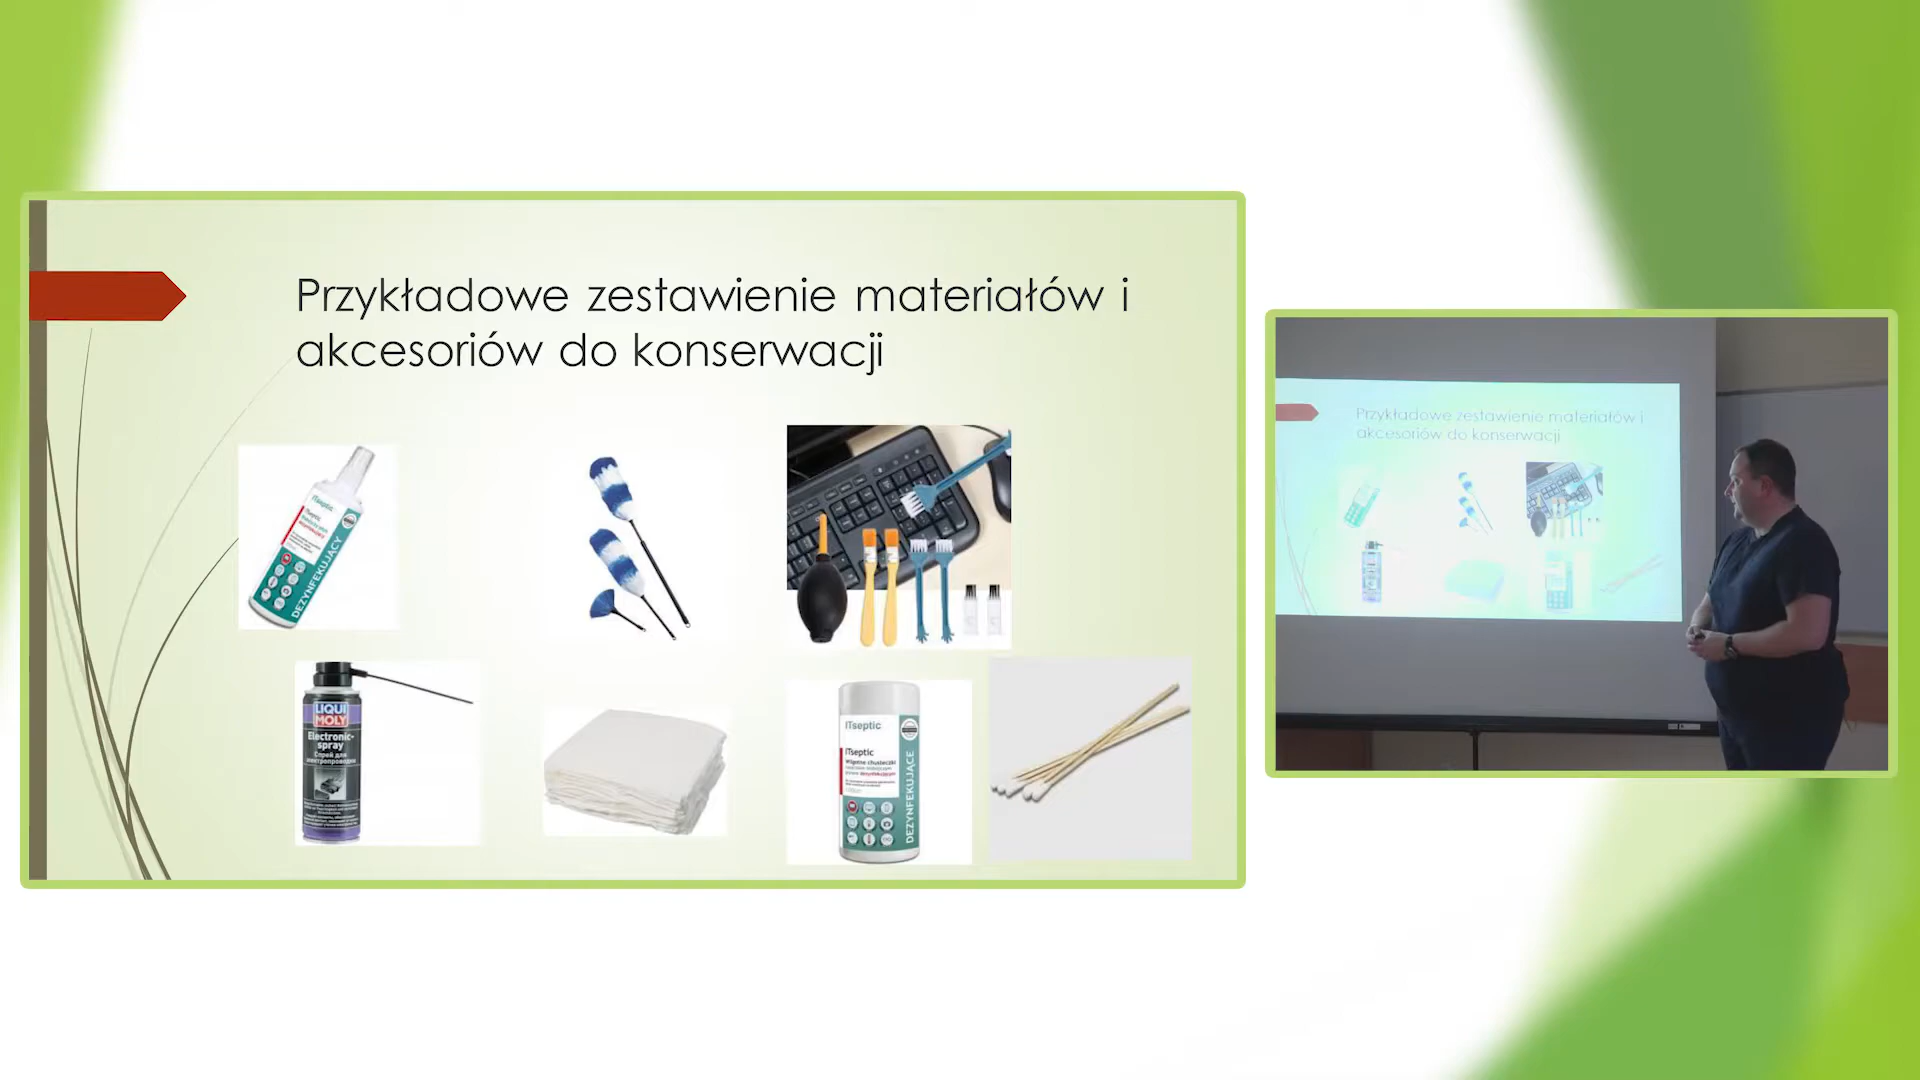 Przykładowe zestawienie materiałów i
akcesoriów do konserwacji
ITseptic
ITseptic
DEZYNFEKUJĄCY
LIQUI
MOLY
Electronic-
spray
Спрей для
электропроводки
ITseptic
ITseptic
Wilgotne chusteczki
DEZYNFEKUJĄCE
Przykładowe zestawienie materiałów i
akcesoriów do konserwacji